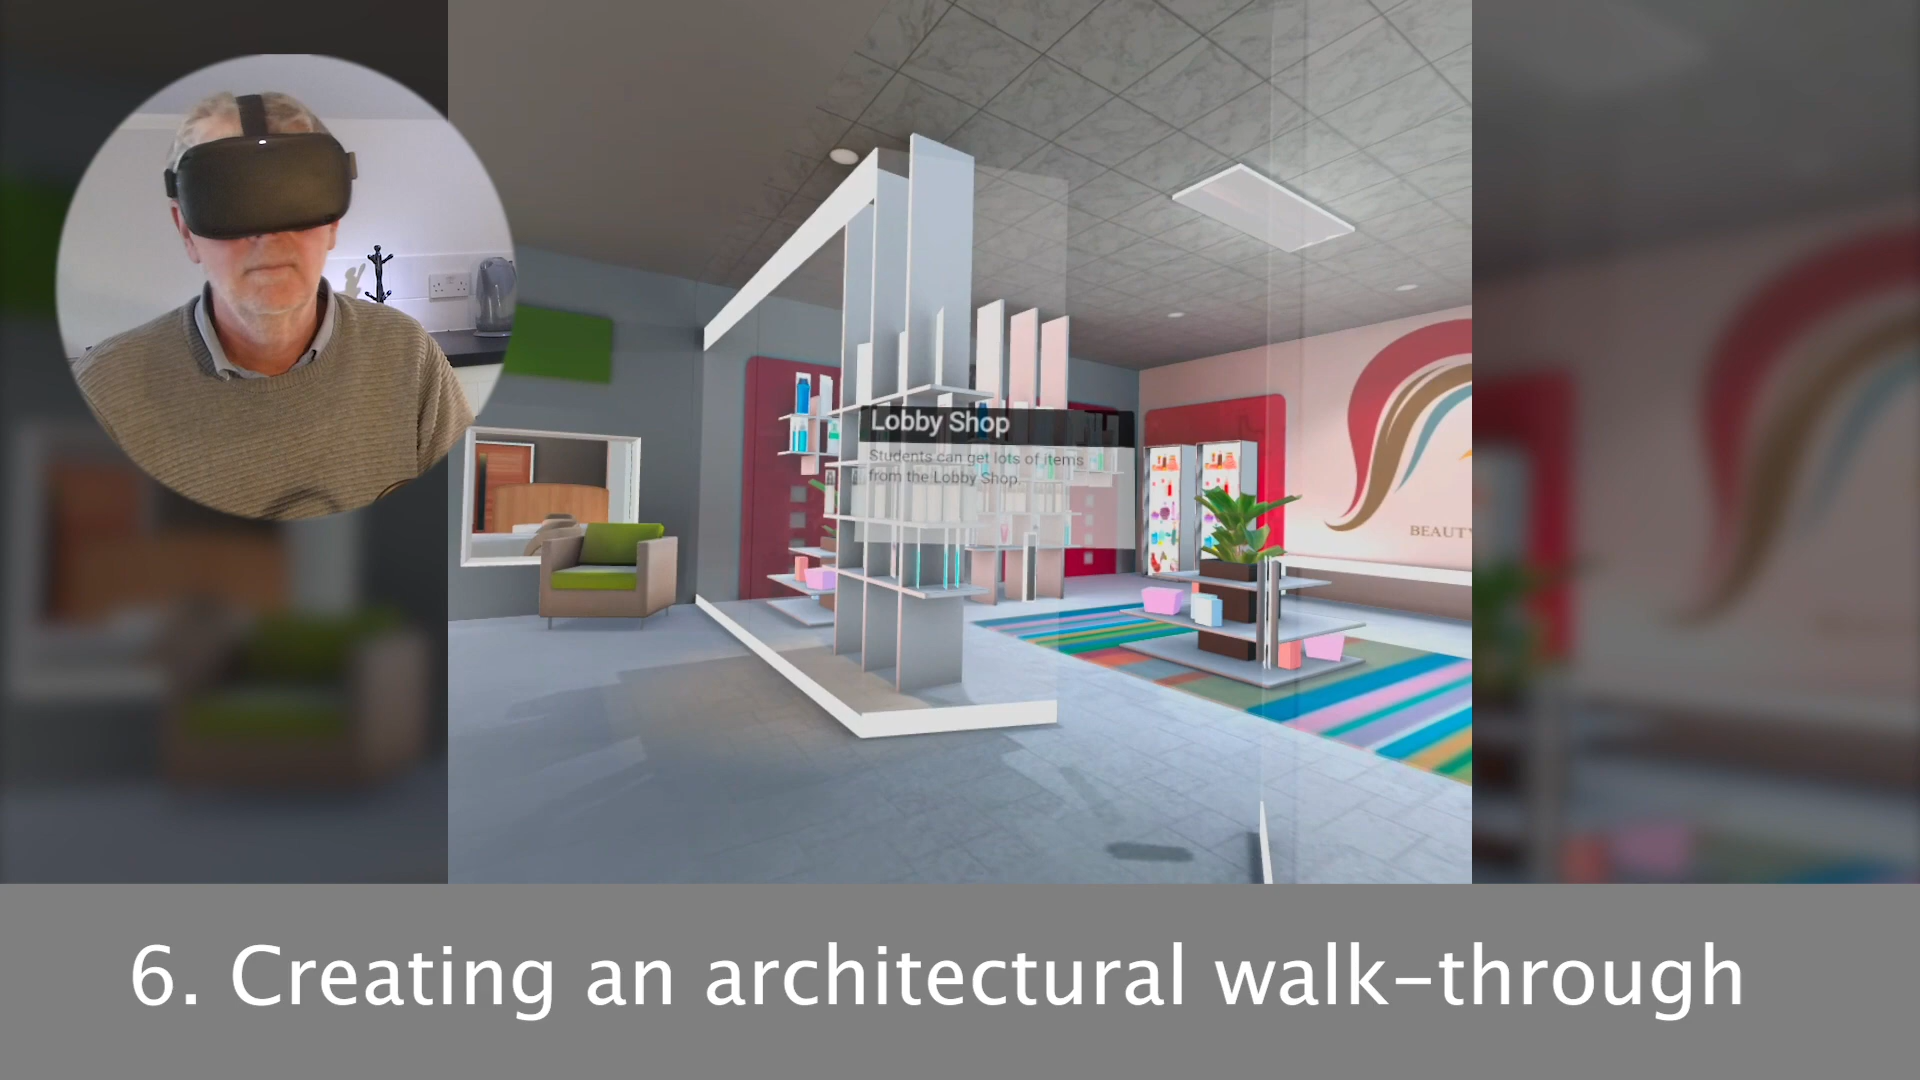 Lobby Shop
Students can get lots of items
from the Lobby Shop.
BEAUTY
6. Creating an architectural walk-through